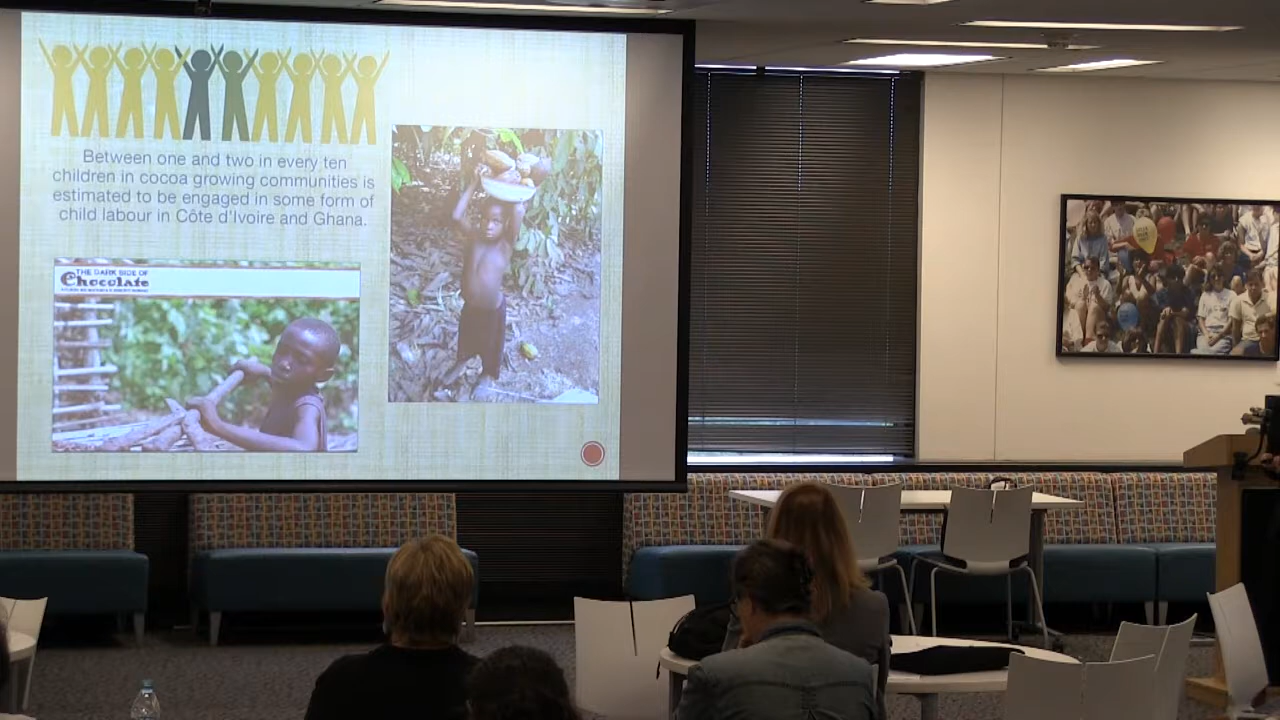 Between one and two in every ten
children in cocoa growing communities is
estimated to be engaged in some form of
child labour in Côte d'Ivoire and Ghana.
THE DARK SIDE OF
Chocolate